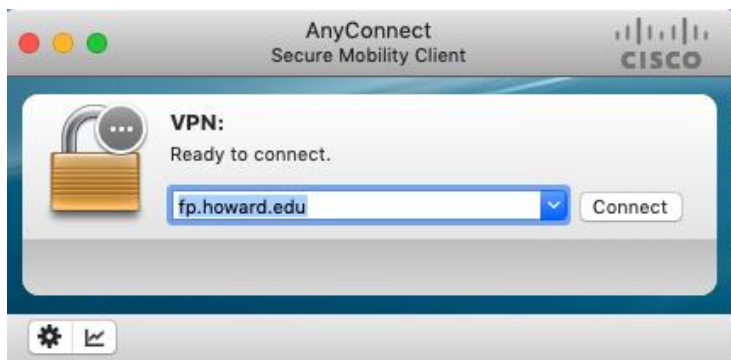 AnyConnect
Secure Mobility Client
CISCO
VPN:
Ready to connect.
fp.howard.edu
Connect